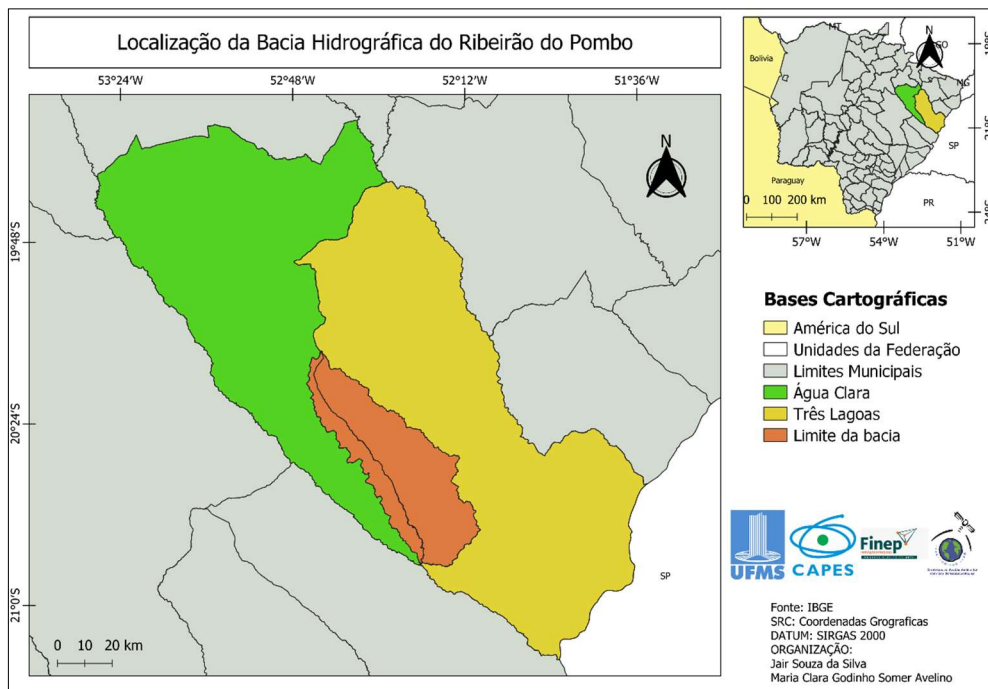 Localização da Bacia Hidrográfica do Ribeirão do Pombo
53°24'W
52°48'W
52°12'W
51°36'W
19°48'S
20°24'S
21°0'S
N
SP
0 10 20 km
MT
GO
MG
Bolivia
N
SP
Paraguay
PR
0 100 200 km
18°S
21°S
24°S
57°W
54°W
51°W
Bases Cartográficas
América do Sul
Unidades da Federação
Limites Municipais
Água Clara
Três Lagoas
Limite da bacia
UFMS
CAPES
Finep
Fonte: IBGE
SRC: Coordenadas Grograficas
DATUM: SIRGAS 2000
ORGANIZAÇÃO:
Jair Souza da Silva
Maria Clara Godinho Somer Avelino